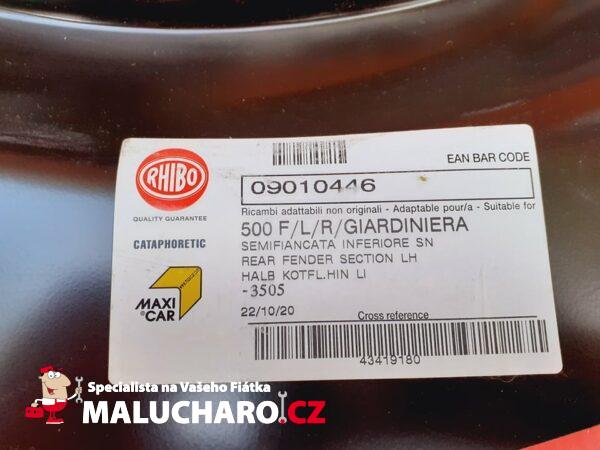 RHIBO
QUALITY GUARANTEE
CATAPHORETIC
MAXI
CAR
EAN BAR CODE
09010446
Ricambi adattabili non originali - Adaptable pour/a - Suitable for
500 F/L/R/GIARDINIERA
SEMIFIANCATA INFERIORE SN
REAR FENDER SECTION LH
HALB KOTFL.HIN LI
-3505
22/10/20
Cross reference
43419180
Specialista na Vašeho Fiátka
MALUCHARO.CZ